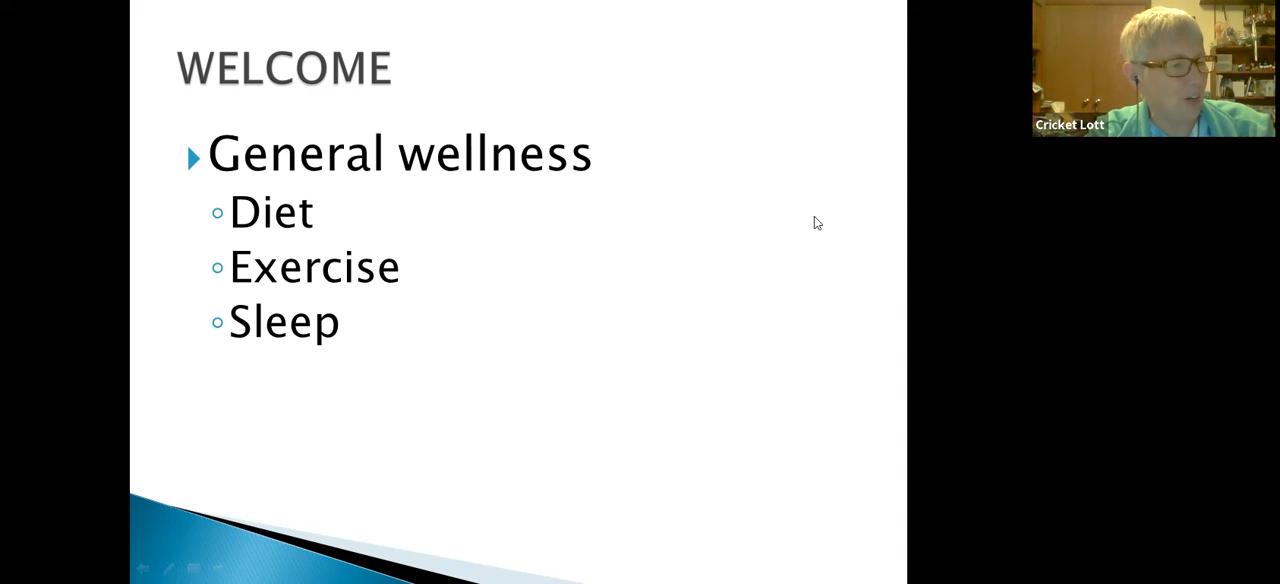 WELCOME
General wellness
Diet
Exercise
Sleep
Cricket Lott